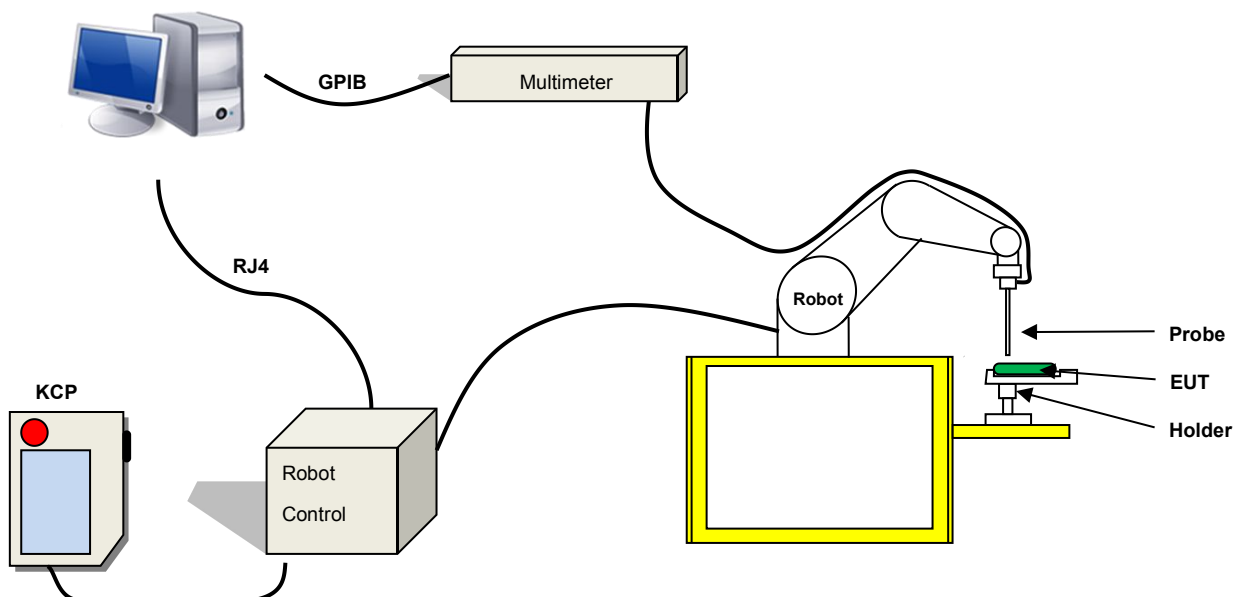 GPIB
Multimeter
RJ4
Robot
Probe
EUT
Holder
KCP
Robot
Control